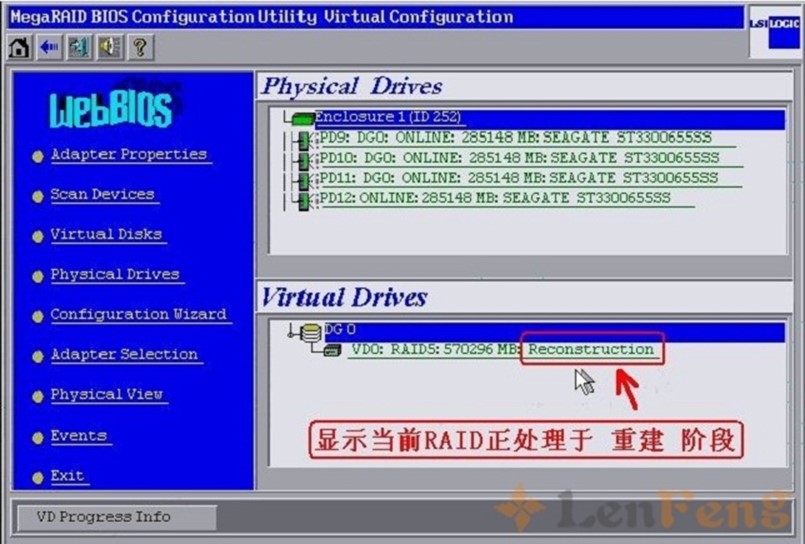 MegaRAID BIOS Configuration Utility Virtual Configuration
LSI LOGIC
WebBIOS
Adapter Properties
Scan Devices
Virtual Disks
Physical Drives
Configuration Wizard
Adapter Selection
Physical View
Events
Exit
Physical Drives
Enclosure 1 (ID 252)
PD9: DG0: ONLINE: 285148 MB: SEAGATE ST3300655SS
PD10: DG0: ONLINE: 285148 MB: SEAGATE ST3300655SS
PD11: DG0: ONLINE: 285148 MB: SEAGATE ST3300655SS
PD12: ONLINE: 285148 MB: SEAGATE ST3300655SS
Virtual Drives
DG 0
VD0: RAID5: 570296 MB: Reconstruction
显示当前RAID正处理于 重建 阶段
VD Progress Info
LenFeng